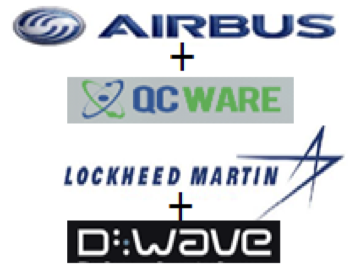 AIRBUS
+
QC WARE
LOCKHEED MARTIN
+
D:Wave